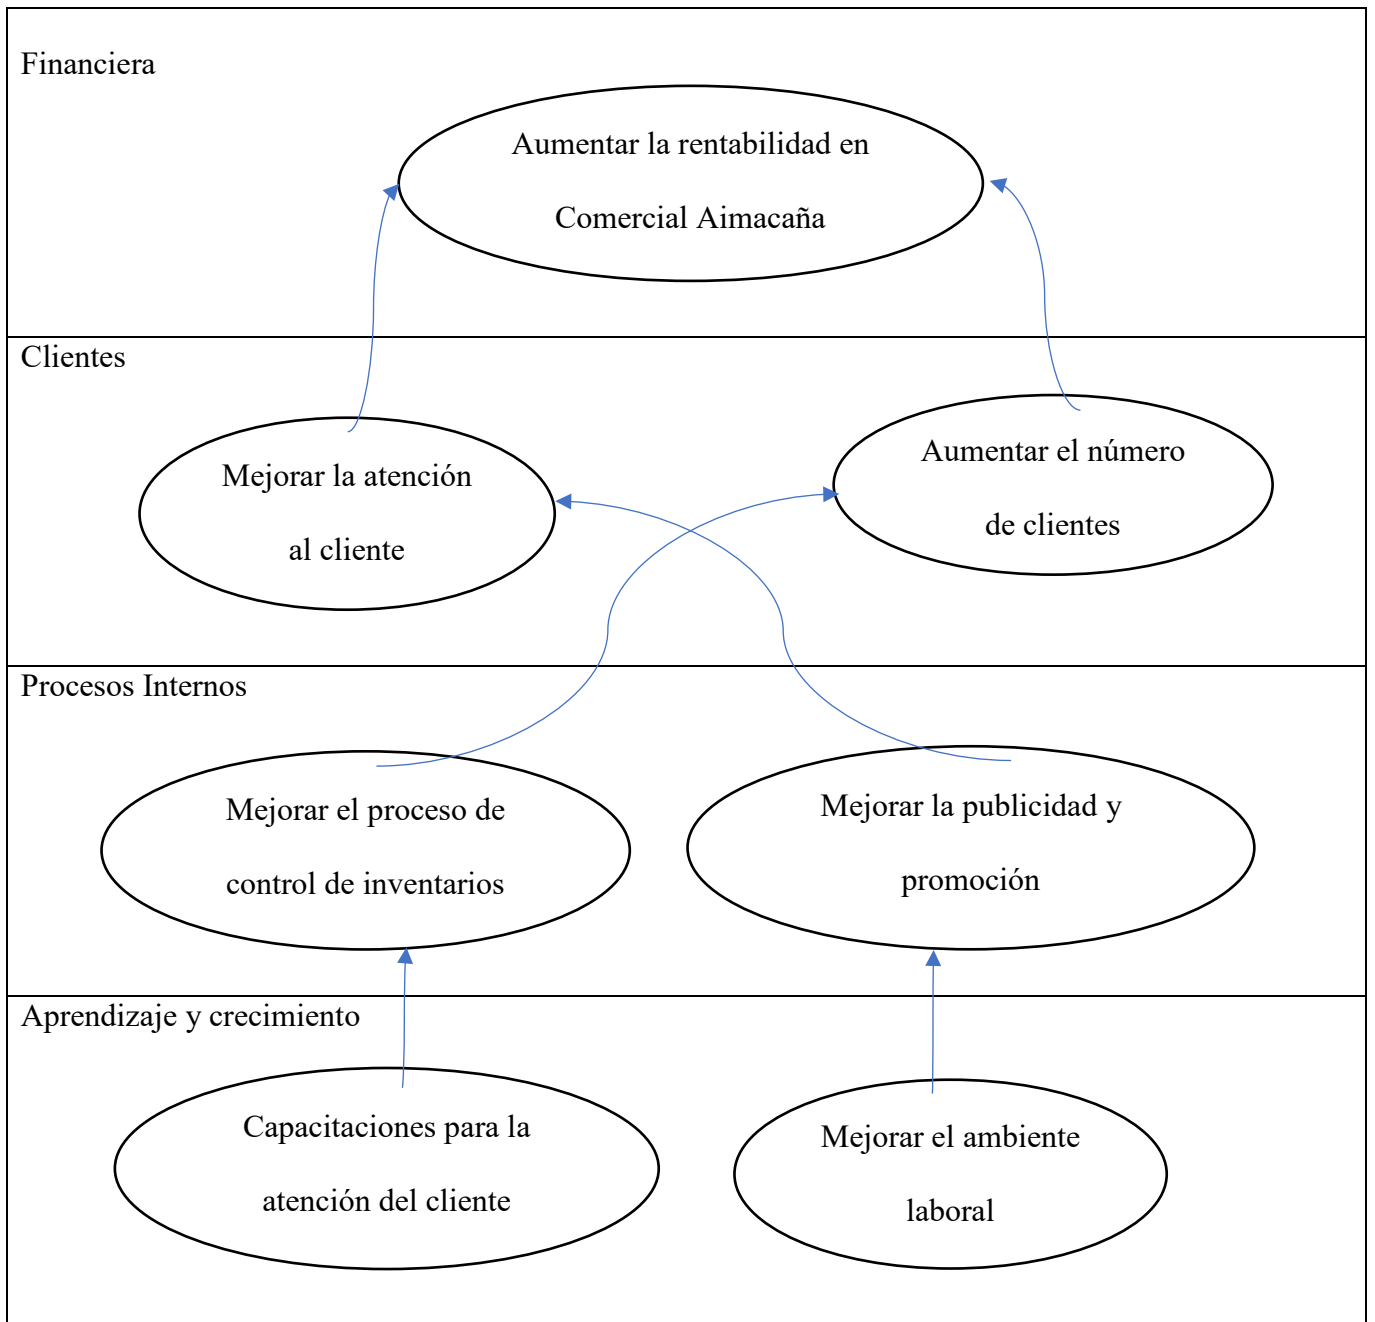 Financiera
Aumentar la rentabilidad en
Comercial Aimacaña
Clientes
Mejorar la atención
al cliente
Aumentar el número
de clientes
Procesos Internos
Mejorar el proceso de
control de inventarios
Mejorar la publicidad y
promoción
Aprendizaje y crecimiento
Capacitaciones para la
atención del cliente
Mejorar el ambiente
laboral